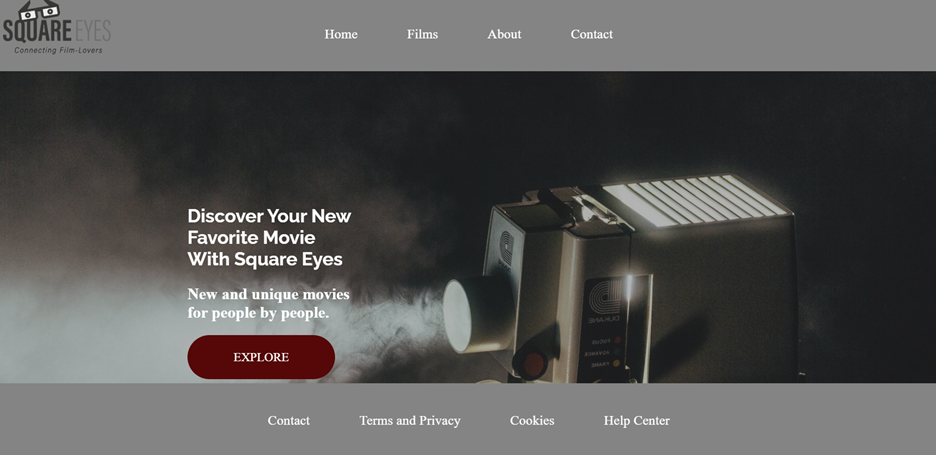 SQUARE EYES
Connecting Film-Lovers
Home Films About Contact
Discover Your New
Favorite Movie
With Square Eyes
New and unique movies
for people by people.
EXPLORE
Contact Terms and Privacy Cookies Help Center